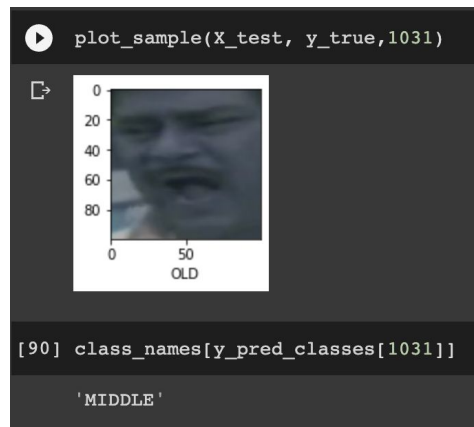 plot_sample(X_test, y_true,1031)
0
20
40
60
80
0 50
OLD
[90] class_names[y_pred_classes[1031]]
'MIDDLE'